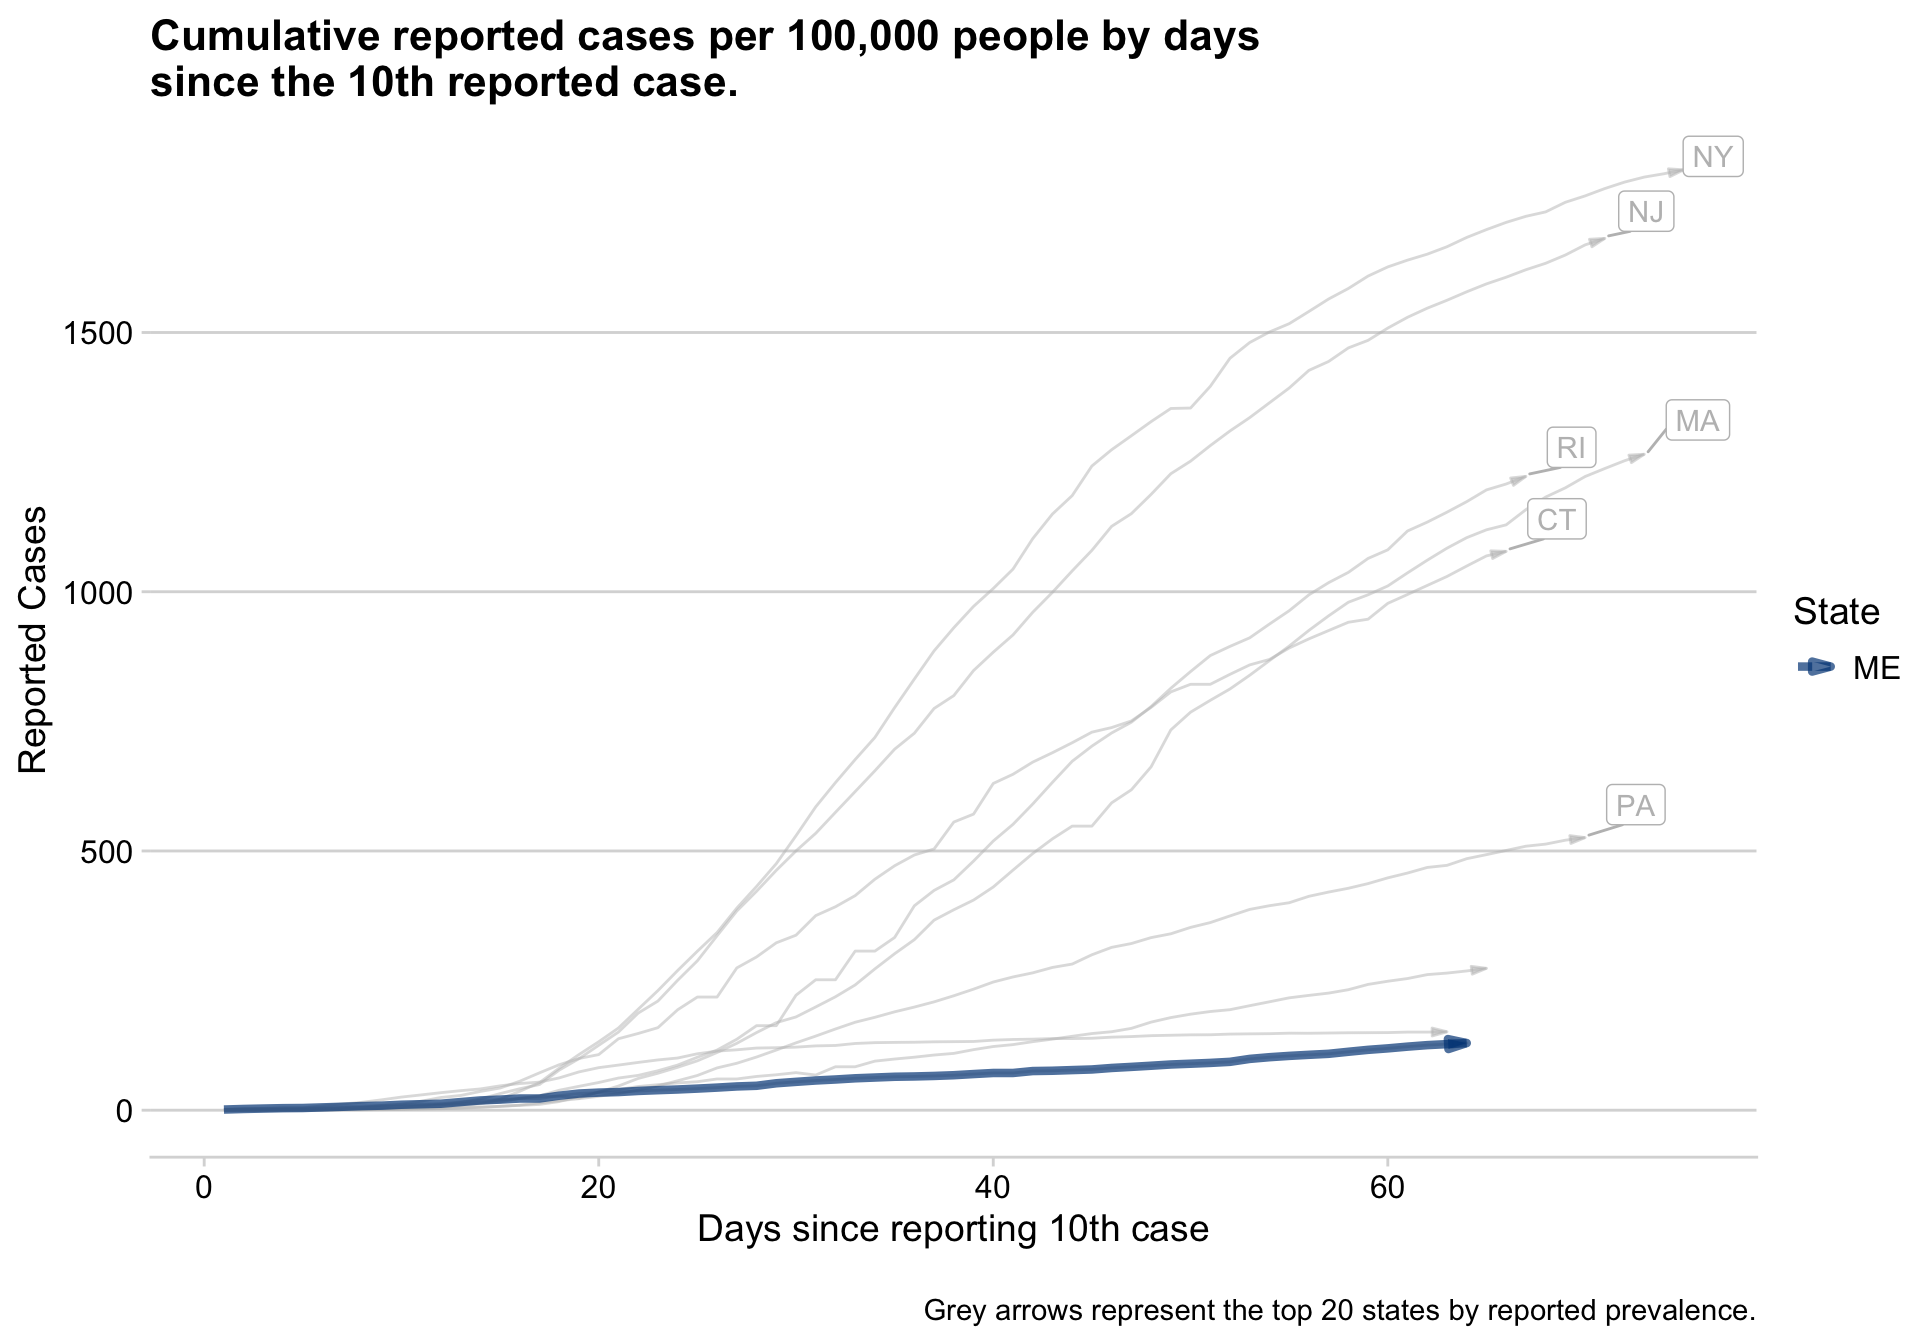 Cumulative reported cases per 100,000 people by days
since the 10th reported case.
NY
NJ
MA
RI
CT
PA
1500
1000
500
0
Reported Cases
0 20 40 60
Days since reporting 10th case
State
ME
Grey arrows represent the top 20 states by reported prevalence.